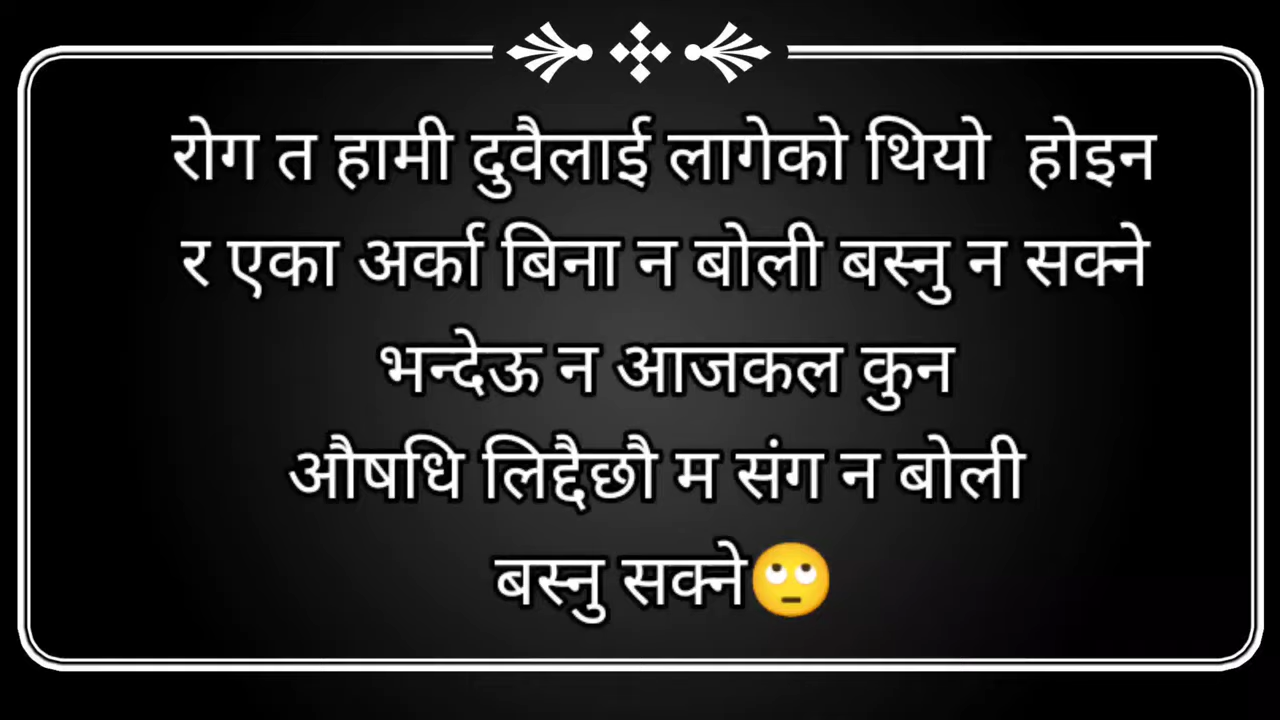 रोग त हामी दुवैलाई लागेको थियो होइन
र एका अर्का बिना न बोली बस्नु न सक्ने
भन्देऊ न आजकल कुन
औषधि लिद्दैछौ म संग न बोली
बस्नु सक्ने🙄